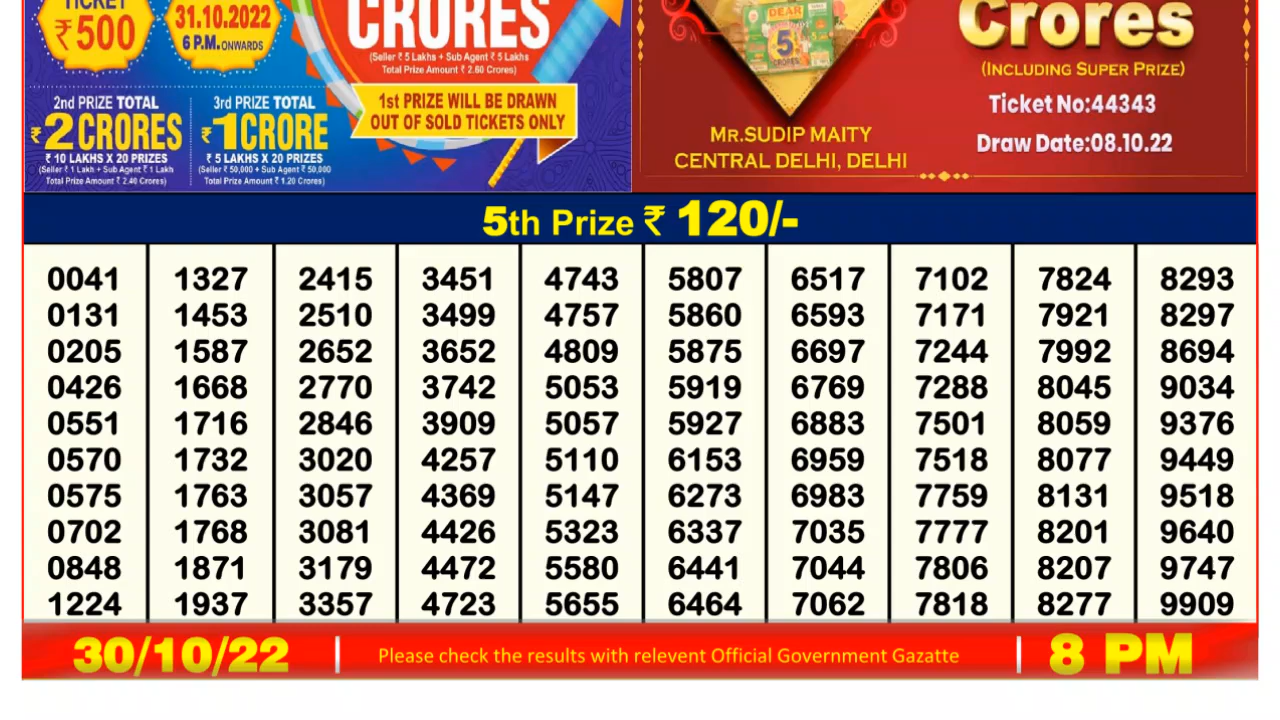 TICKET
₹500
31.10.2022
6 P.M. ONWARDS
CRORES
(Seller ₹ 5 Lakhs + Sub Agent ₹ 5 Lakhs
Total Prize Amount ₹ 2.60 Crores)
1st PRIZE WILL BE DRAWN
OUT OF SOLD TICKETS ONLY
2nd PRIZE TOTAL
₹2 CRORES
₹ 10 LAKHS X 20 PRIZES
(Seller ₹ 1 Lakh + Sub Agent ₹ 1 Lakh
Total Prize Amount ₹ 2.40 Crores)
3rd PRIZE TOTAL
₹1 CRORE
₹ 5 LAKHS X 20 PRIZES
(Seller ₹ 50,000 + Sub Agent ₹ 50,000
Total Prize Amount ₹ 1.20 Crores)
DEAR
5
CRORES
MR.SUDIP MAITY
CENTRAL DELHI, DELHI
Crores
(INCLUDING SUPER PRIZE)
Ticket No:44343
Draw Date:08.10.22
5th Prize ₹ 120/-
0041 1327 2415 3451 4743 5807 6517 7102 7824 8293
0131 1453 2510 3499 4757 5860 6593 7171 7921 8297
0205 1587 2652 3652 4809 5875 6697 7244 7992 8694
0426 1668 2770 3742 5053 5919 6769 7288 8045 9034
0551 1716 2846 3909 5057 5927 6883 7501 8059 9376
0570 1732 3020 4257 5110 6153 6959 7518 8077 9449
0575 1763 3057 4369 5147 6273 6983 7759 8131 9518
0702 1768 3081 4426 5323 6337 7035 7777 8201 9640
0848 1871 3179 4472 5580 6441 7044 7806 8207 9747
1224 1937 3357 4723 5655 6464 7062 7818 8277 9909
30/10/22 | Please check the results with relevent Official Government Gazatte | 8 PM